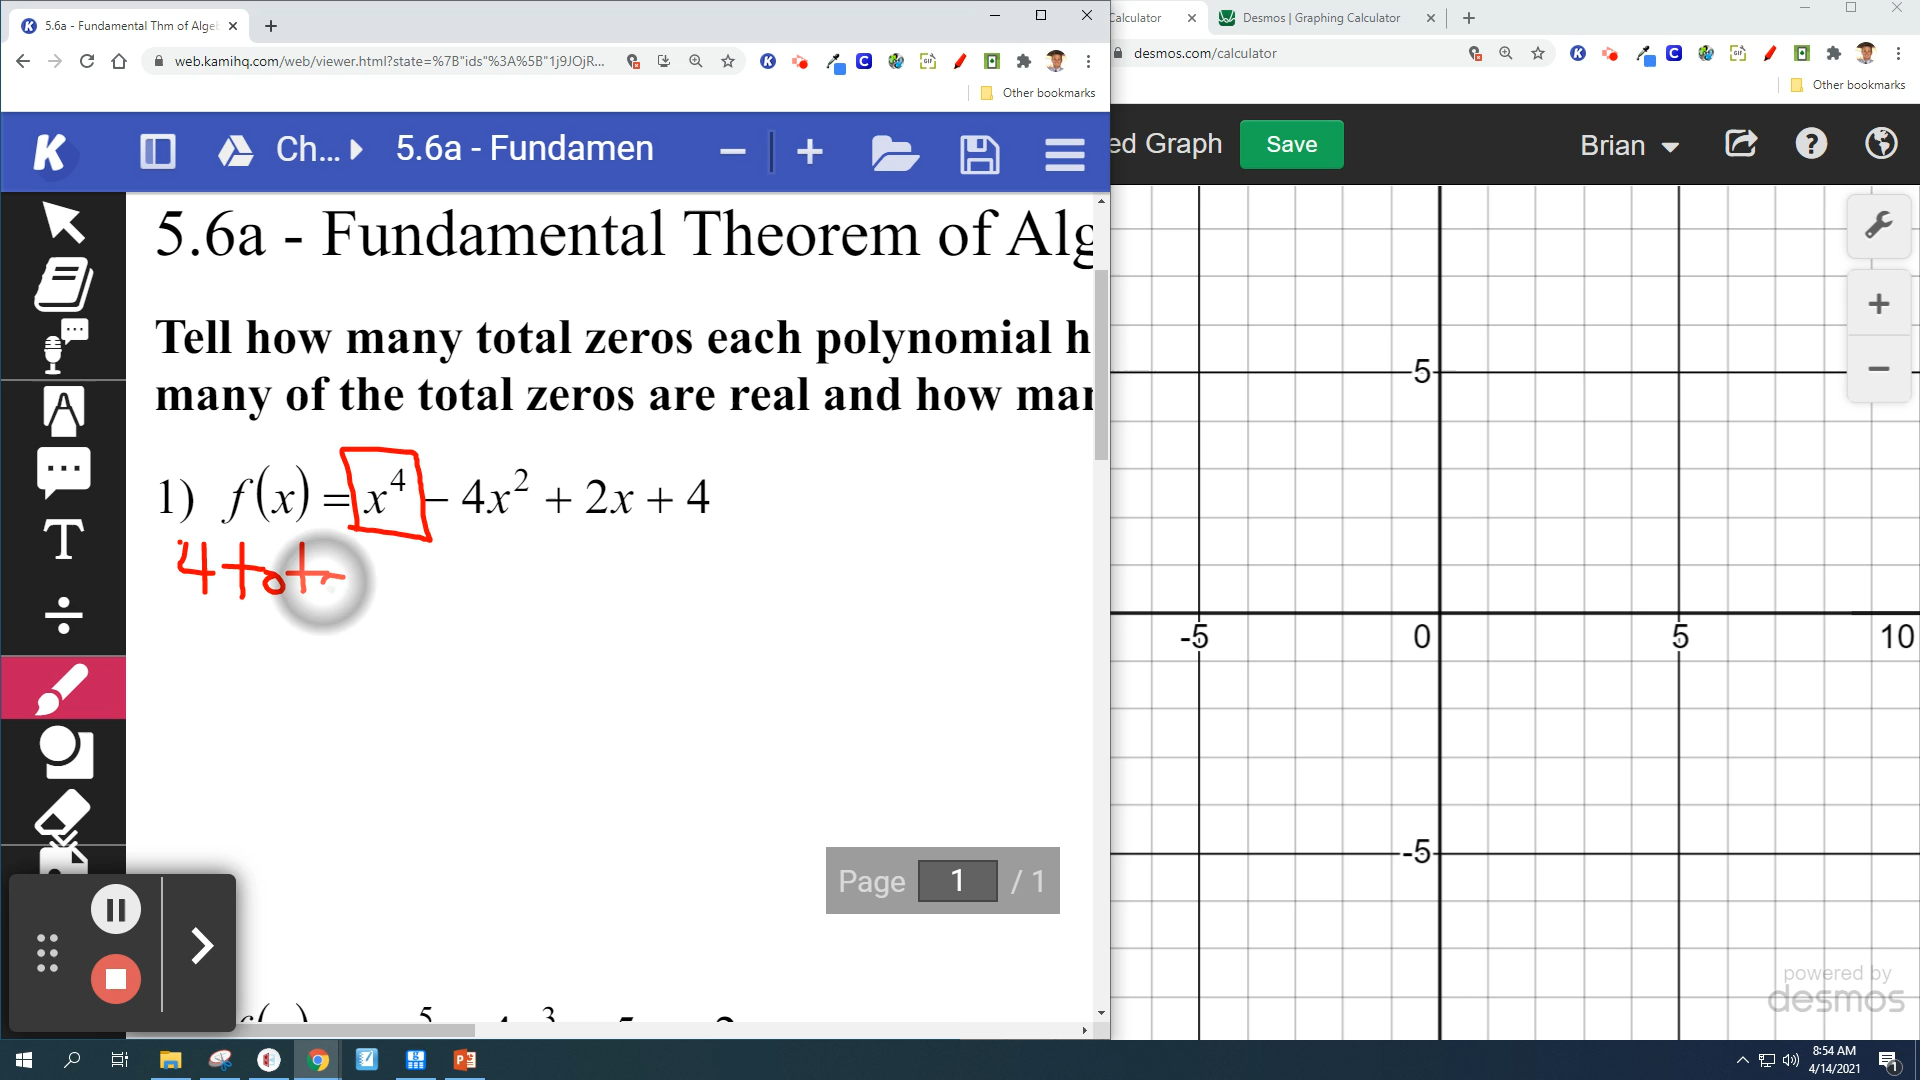 5.6a - Fundamental Thm of Algeb
web.kamihq.com/web/viewer.html?state=%7B"ids"%3A%5B"1j9JOjR...
Other bookmarks
Calculator
Desmos | Graphing Calculator
desmos.com/calculator
Other bookmarks
Ch...
5.6a - Fundamen
ed Graph
Save
Brian
5.6a - Fundamental Theorem of Alg
Tell how many total zeros each polynomial h
many of the total zeros are real and how mar
1) f(x) = x⁴ − 4x² + 2x + 4
4 tot
Page 1 / 1
5
-5
0
5
10
-5
powered by
desmos
8:54 AM
4/14/2021